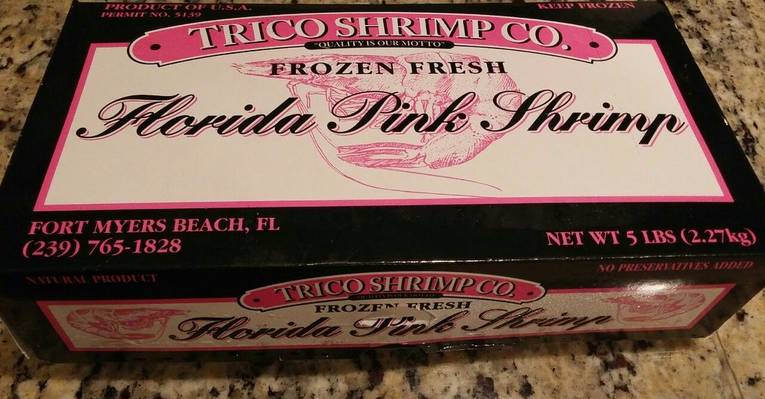 PRODUCT OF U.S.A.
PERMIT NO. 5139
KEEP FROZEN
TRICO SHRIMP CO.
"QUALITY IS OUR MOTTO"
FROZEN FRESH
Florida Pink Shrimp
FORT MYERS BEACH, FL
(239) 765-1828
NET WT 5 LBS (2.27kg)
NATURAL PRODUCT
NO PRESERVATIVES ADDED
TRICO SHRIMP CO.
FROZEN FRESH
Florida Pink Shrimp